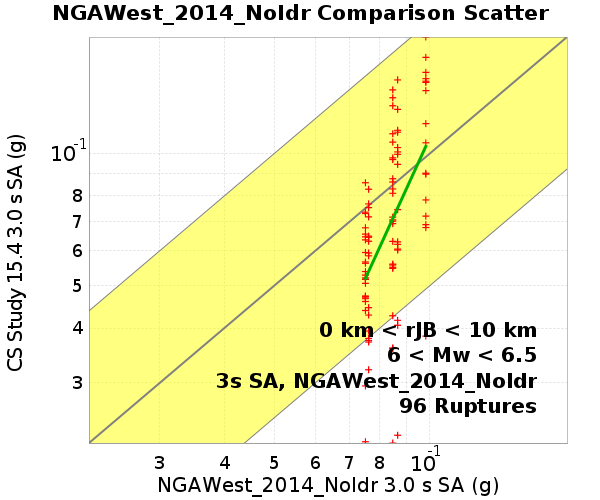 NGAWest_2014_NoIdr Comparison Scatter
CS Study 15.4 3.0 s SA (g)
10-1
8
7
6
5
4
3
0 km < rJB < 10 km
6 < Mw < 6.5
3s SA, NGAWest_2014_NoIdr
96 Ruptures
3 4 5 6 7 8 10-1
NGAWest_2014_NoIdr 3.0 s SA (g)